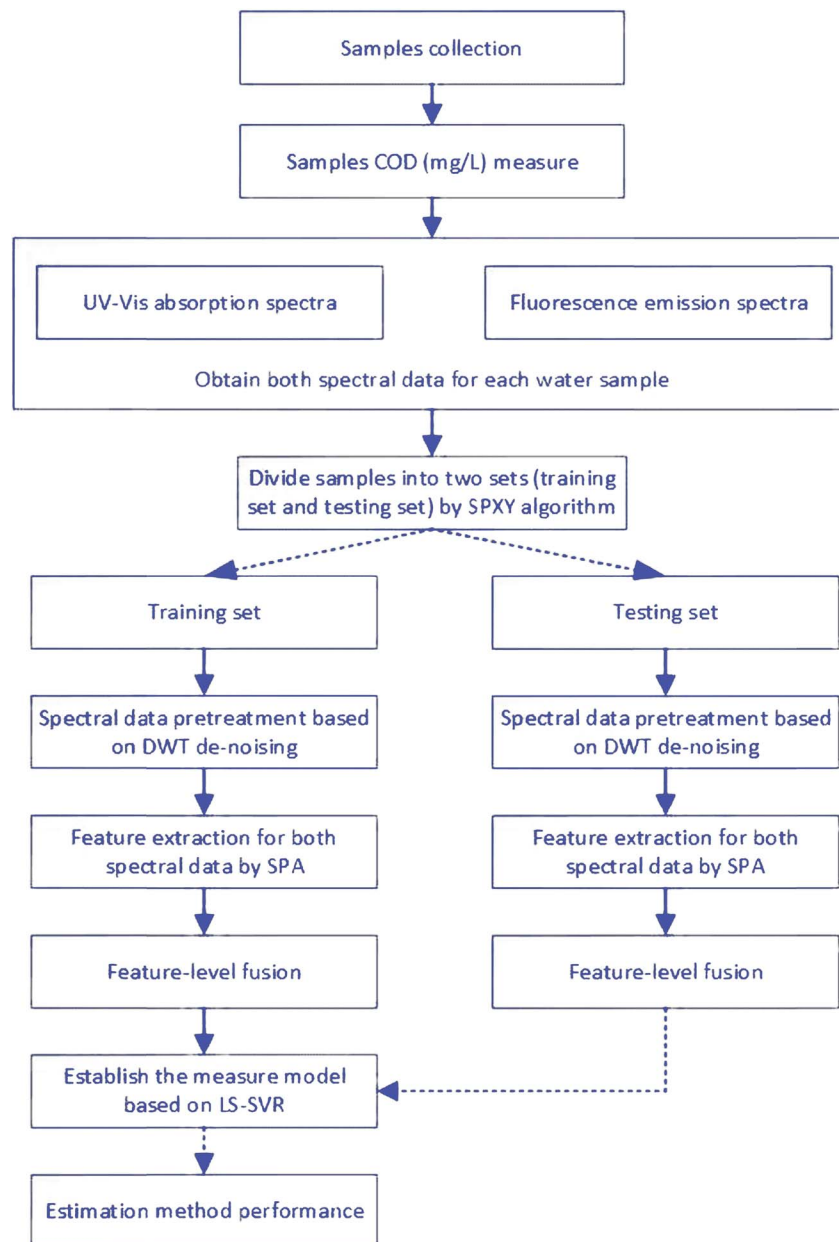 Samples collection
Samples COD (mg/L) measure
UV-Vis absorption spectra
Fluorescence emission spectra
Obtain both spectral data for each water sample
Divide samples into two sets (training
set and testing set) by SPXY algorithm
Training set
Testing set
Spectral data pretreatment based
on DWT de-noising
Spectral data pretreatment based
on DWT de-noising
Feature extraction for both
spectral data by SPA
Feature extraction for both
spectral data by SPA
Feature-level fusion
Feature-level fusion
Establish the measure model
based on LS-SVR
Estimation method performance